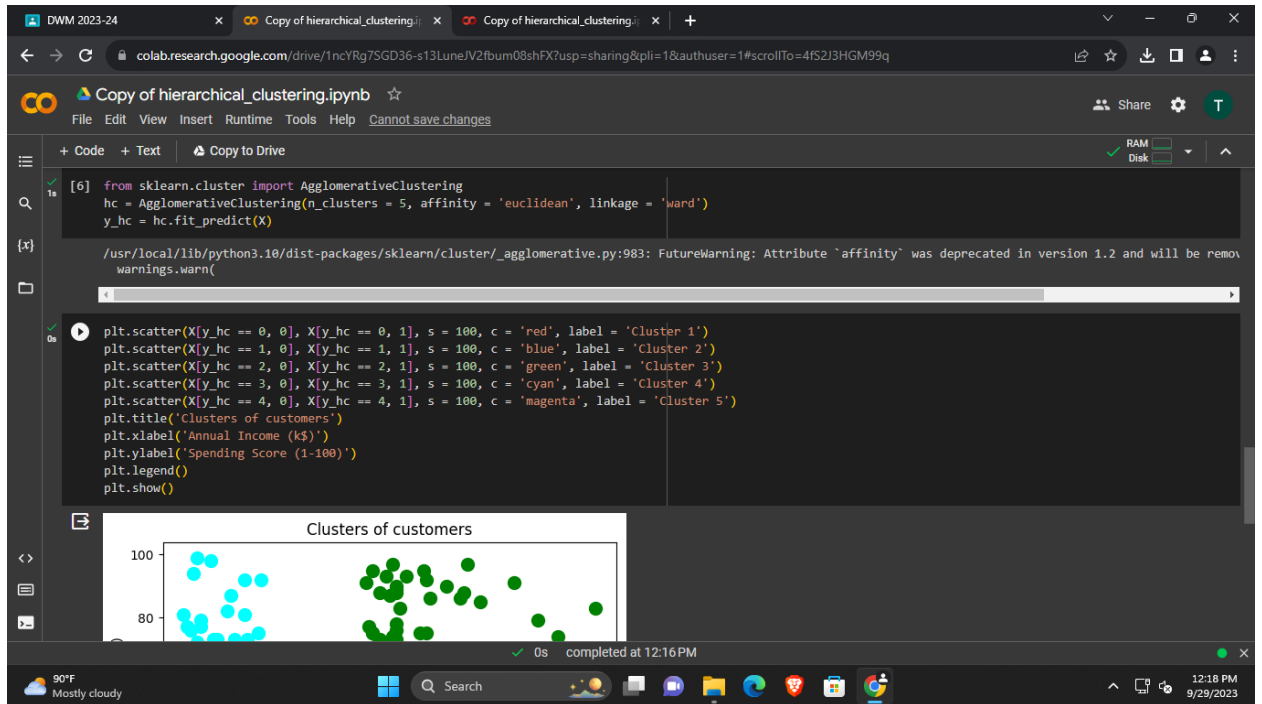 DWM 2023-24
Copy of hierarchical_clustering.i
Copy of hierarchical_clustering.i
colab.research.google.com/drive/1ncYRg7SGD36-s13LuneJV2fbum08shFX?usp=sharing&pli=1&authuser=1#scrollTo=4fS2J3HGM99q
Copy of hierarchical_clustering.ipynb
Share
T
File Edit View Insert Runtime Tools Help Cannot save changes
+ Code + Text Copy to Drive
RAM
Disk
1s
[6] from sklearn.cluster import AgglomerativeClustering
hc = AgglomerativeClustering(n_clusters = 5, affinity = 'euclidean', linkage = 'ward')
y_hc = hc.fit_predict(X)
{x}
/usr/local/lib/python3.10/dist-packages/sklearn/cluster/_agglomerative.py:983: FutureWarning: Attribute `affinity` was deprecated in version 1.2 and will be remov
warnings.warn(
0s
plt.scatter(X[y_hc == 0, 0], X[y_hc == 0, 1], s = 100, c = 'red', label = 'Cluster 1')
plt.scatter(X[y_hc == 1, 0], X[y_hc == 1, 1], s = 100, c = 'blue', label = 'Cluster 2')
plt.scatter(X[y_hc == 2, 0], X[y_hc == 2, 1], s = 100, c = 'green', label = 'Cluster 3')
plt.scatter(X[y_hc == 3, 0], X[y_hc == 3, 1], s = 100, c = 'cyan', label = 'Cluster 4')
plt.scatter(X[y_hc == 4, 0], X[y_hc == 4, 1], s = 100, c = 'magenta', label = 'Cluster 5')
plt.title('Clusters of customers')
plt.xlabel('Annual Income (k$)')
plt.ylabel('Spending Score (1-100)')
plt.legend()
plt.show()
Clusters of customers
100
80
0s completed at 12:16 PM
90°F
Mostly cloudy
Search
12:18 PM
9/29/2023